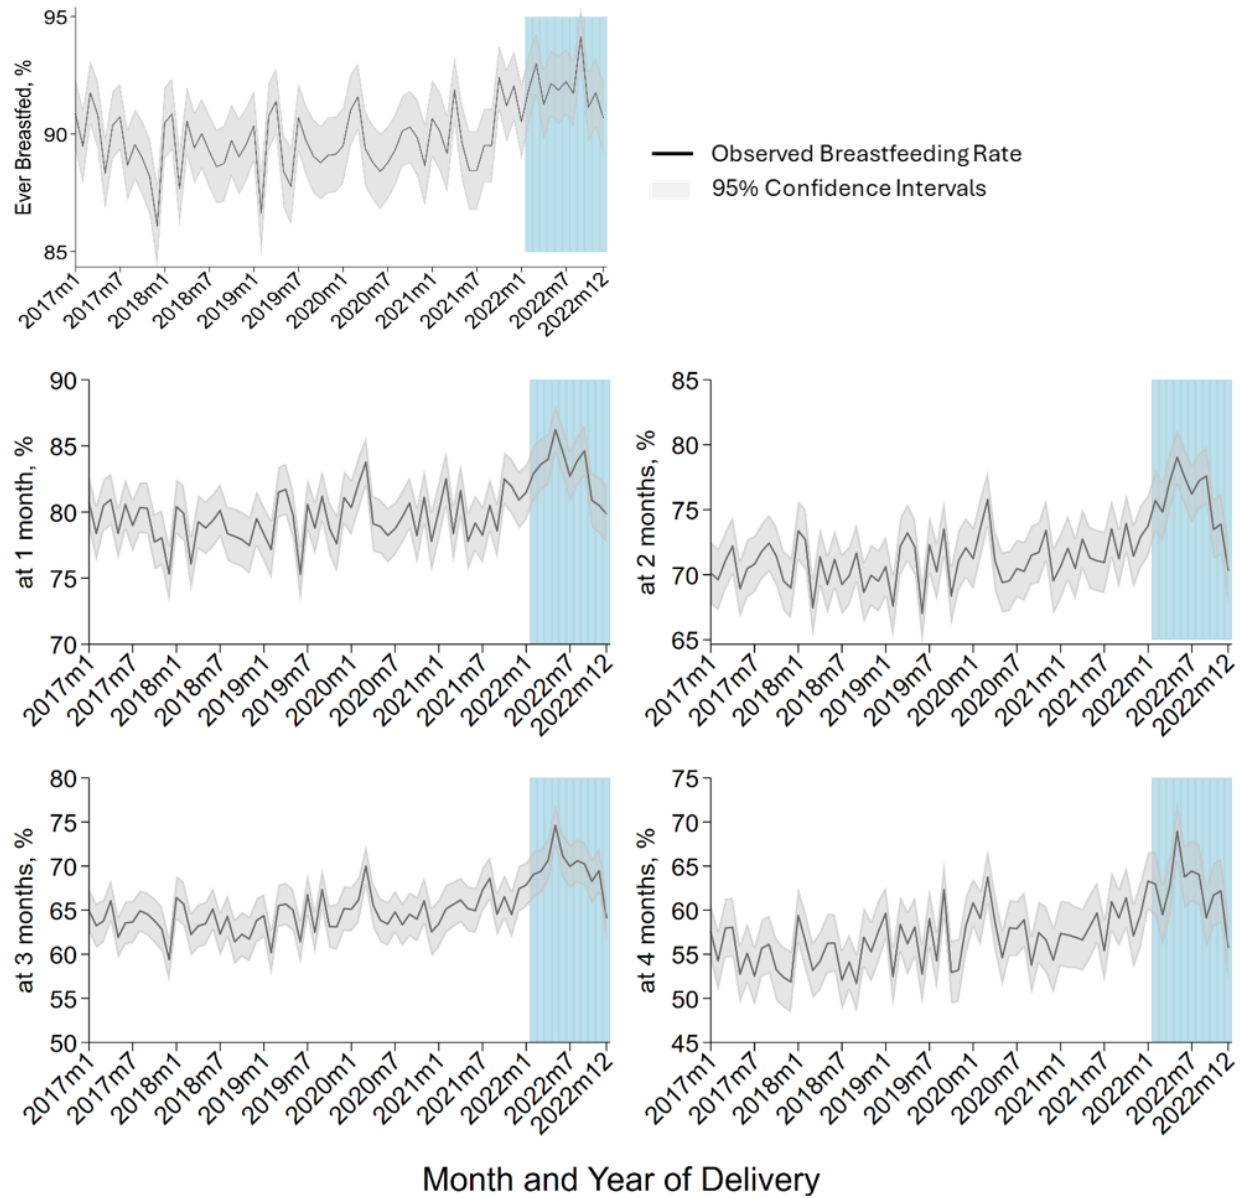 Ever Breastfed, %
95
90
85
2017m1
2017m7
2018m1
2018m7
2019m1
2019m7
2020m1
2020m7
2021m1
2021m7
2022m1
2022m7
2022m12
Observed Breastfeeding Rate
95% Confidence Intervals
at 1 month, %
90
85
80
75
70
2017m1
2017m7
2018m1
2018m7
2019m1
2019m7
2020m1
2020m7
2021m1
2021m7
2022m1
2022m7
2022m12
at 2 months, %
85
80
75
70
65
2017m1
2017m7
2018m1
2018m7
2019m1
2019m7
2020m1
2020m7
2021m1
2021m7
2022m1
2022m7
2022m12
at 3 months, %
80
75
70
65
60
55
50
2017m1
2017m7
2018m1
2018m7
2019m1
2019m7
2020m1
2020m7
2021m1
2021m7
2022m1
2022m7
2022m12
at 4 months, %
75
70
65
60
55
50
45
2017m1
2017m7
2018m1
2018m7
2019m1
2019m7
2020m1
2020m7
2021m1
2021m7
2022m1
2022m7
2022m12
Month and Year of Delivery